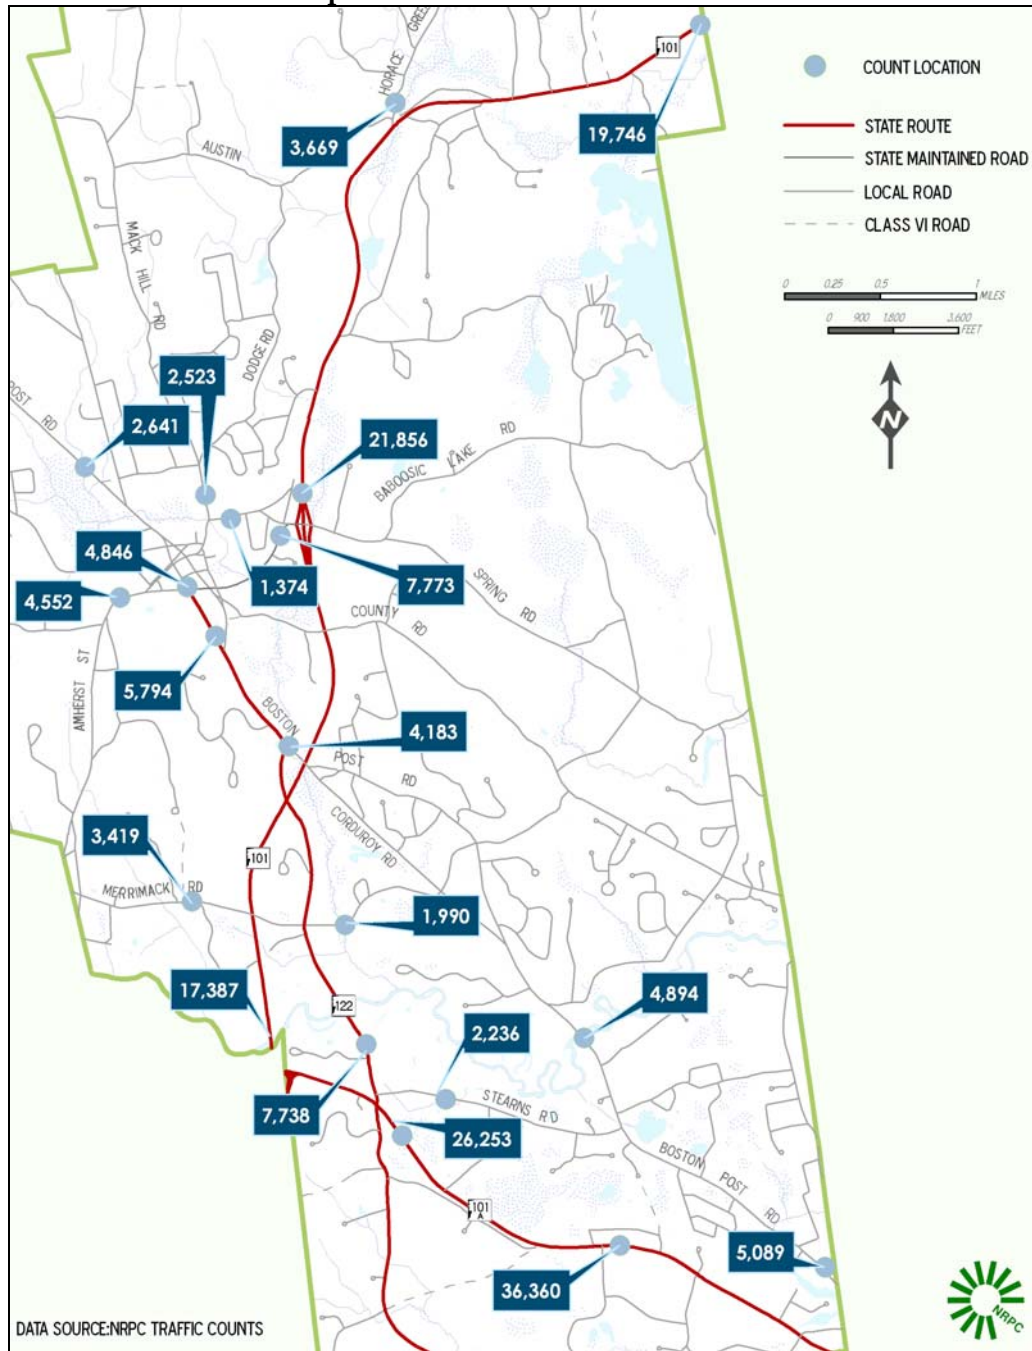 101
GREE
HORACE
COUNT LOCATION
19,746
STATE ROUTE
3,669
AUSTIN
STATE MAINTAINED ROAD
LOCAL ROAD
CLASS VI ROAD
MACK HILL RD
0 0.25 0.5 1
MILES
0 900 1,800 3,600
FEET
DODGE RD
2,523
N
OST RD
2,641
21,856
BABOOSIC LAKE RD
4,846
4,552
1,374
7,773
SPRING RD
COUNTY RD
AMHERST ST
5,794
BOSTON POST RD
4,183
CORDUROY RD
3,419
101
MERRIMACK RD
1,990
17,387
122
4,894
2,236
7,738
STEARNS RD
26,253
BOSTON POST RD
101
A
5,089
36,360
NRPC
DATA SOURCE:NRPC TRAFFIC COUNTS